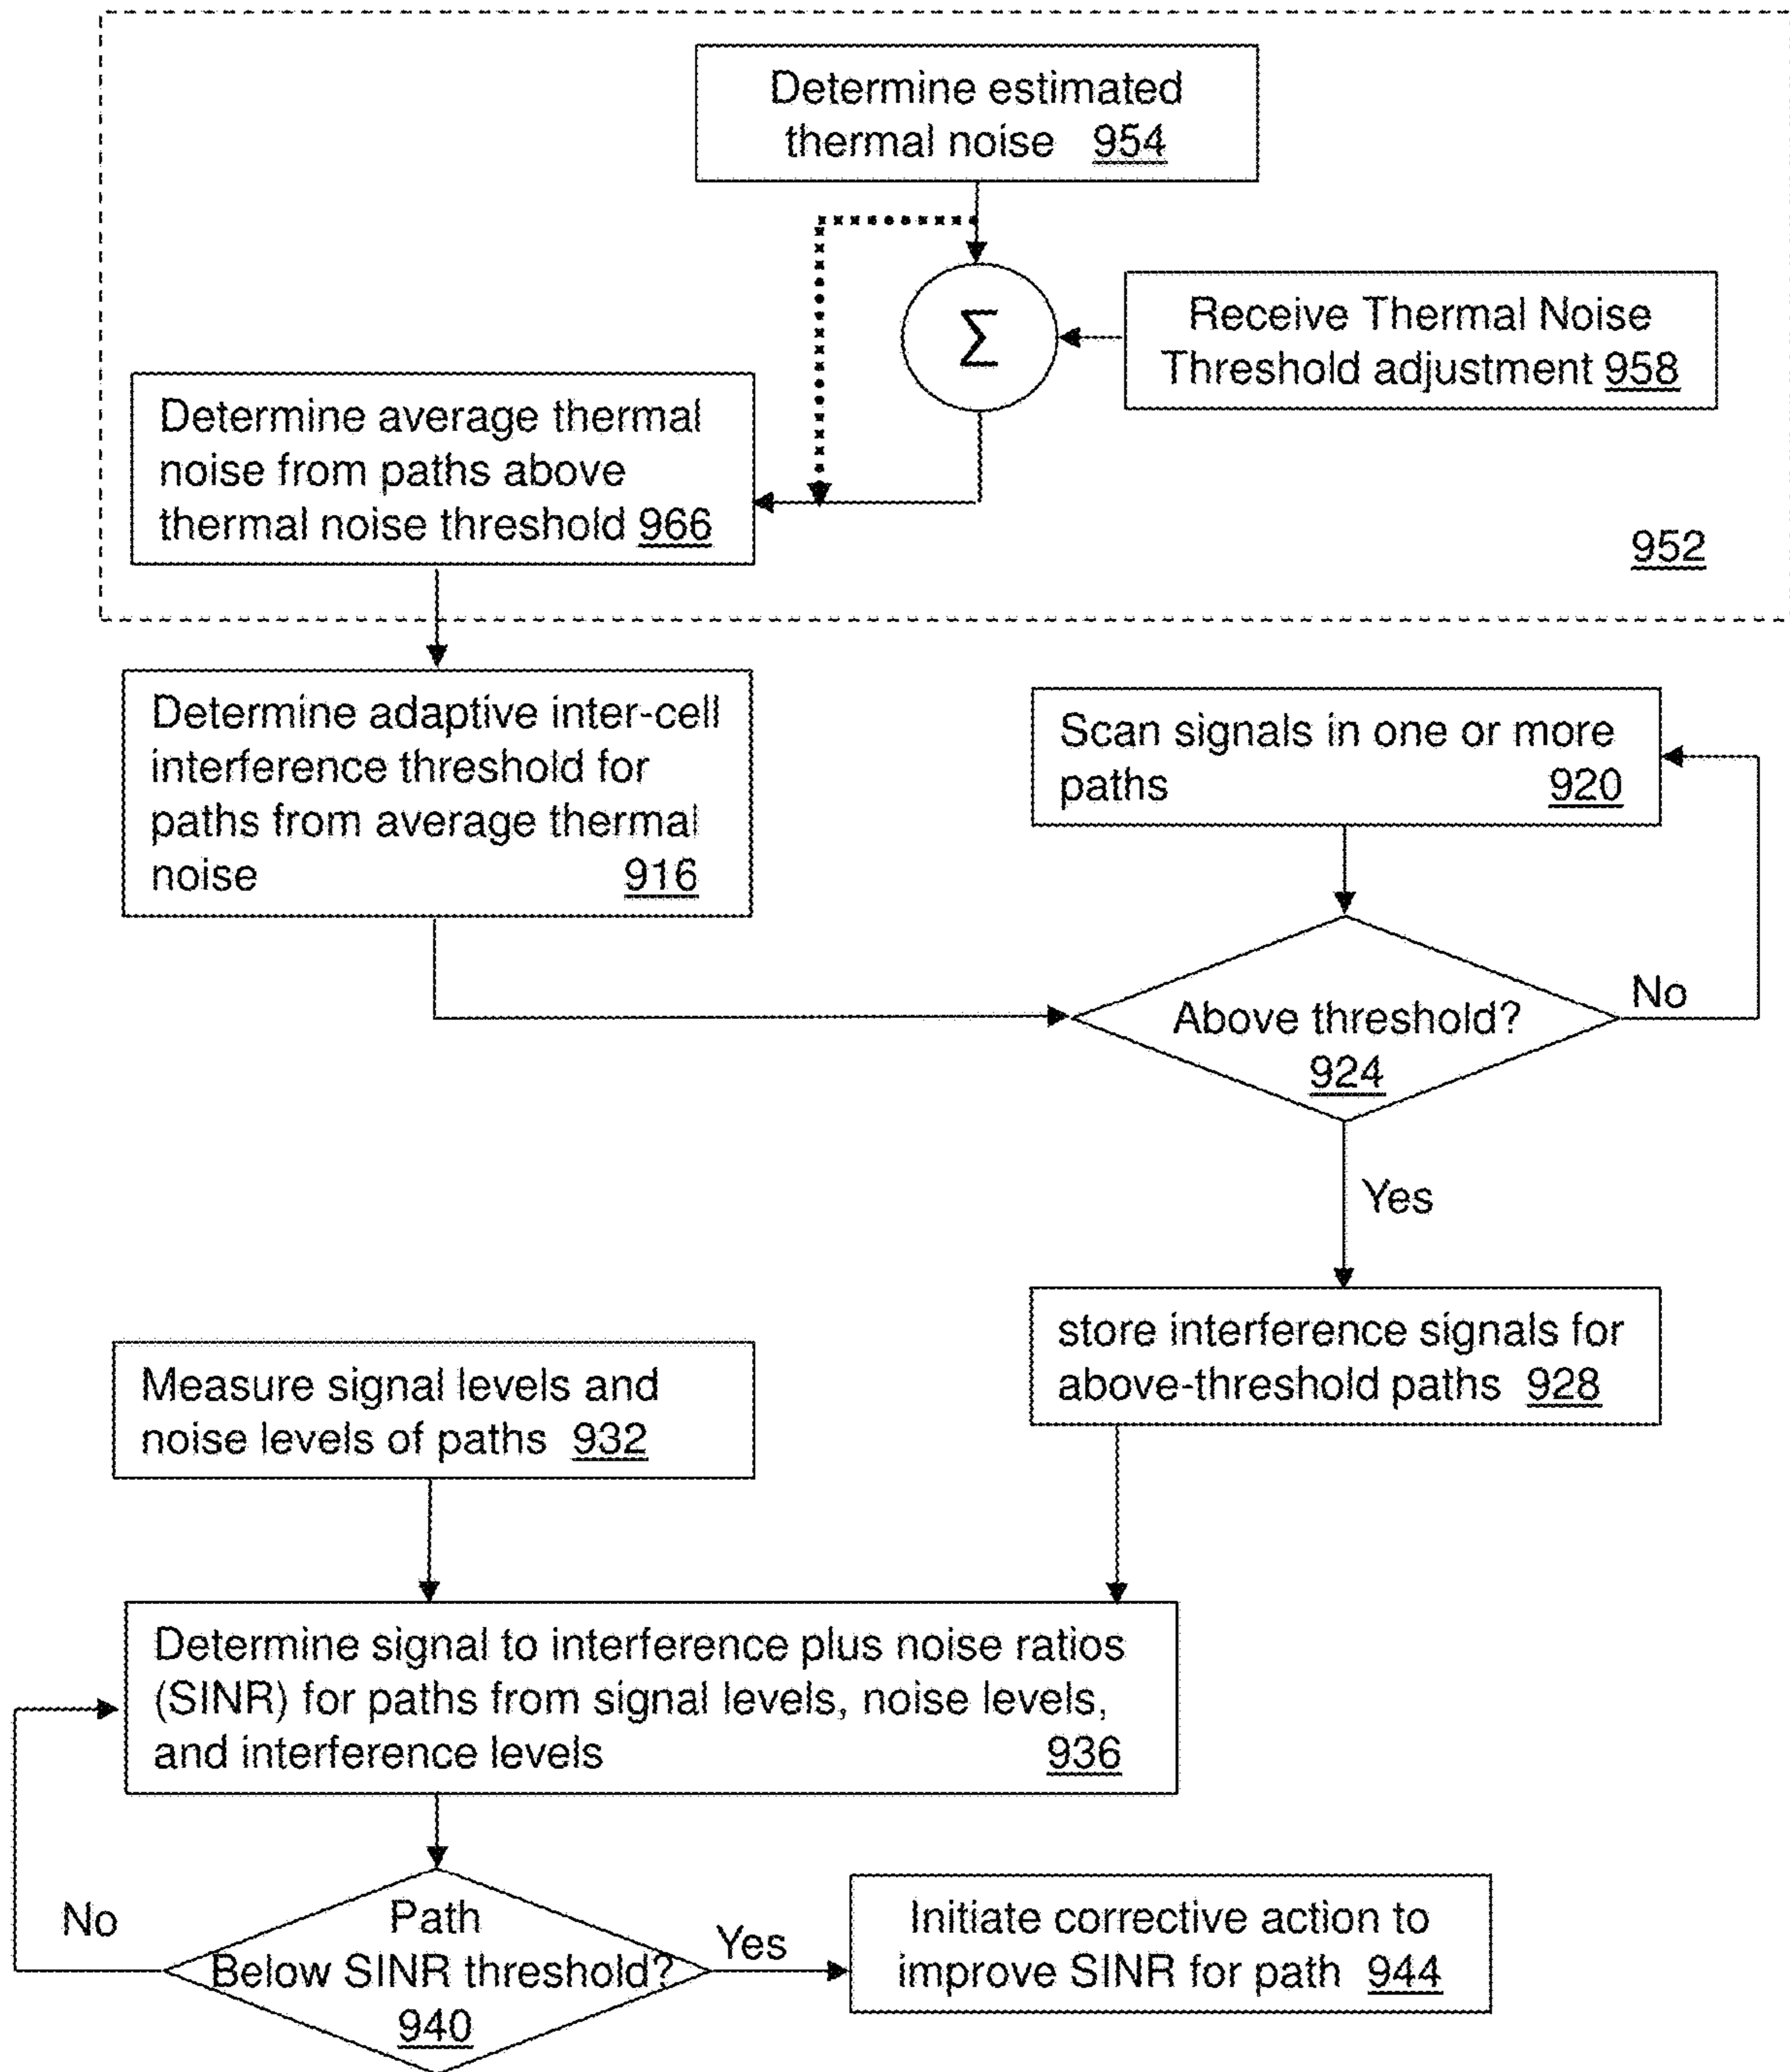 Determine estimated
thermal noise 954
Σ
Receive Thermal Noise
Threshold adjustment 958
Determine average thermal
noise from paths above
thermal noise threshold 966
952
Determine adaptive inter-cell
interference threshold for
paths from average thermal
noise 916
Scan signals in one or more
paths 920
Above threshold?
924
No
Yes
store interference signals for
above-threshold paths 928
Measure signal levels and
noise levels of paths 932
Determine signal to interference plus noise ratios
(SINR) for paths from signal levels, noise levels,
and interference levels 936
No
Path
Below SINR threshold?
940
Yes
Initiate corrective action to
improve SINR for path 944